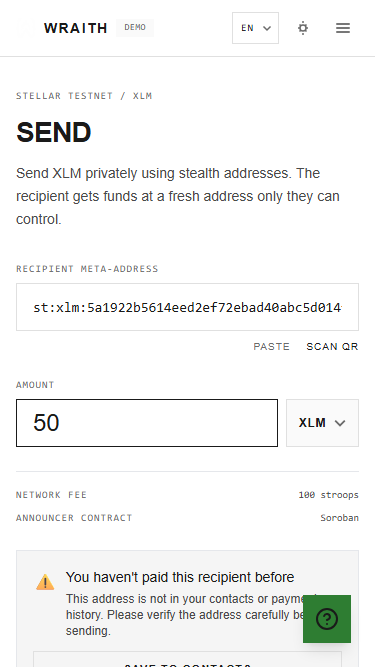 WRAITH DEMO EN
STELLAR TESTNET / XLM
SEND
Send XLM privately using stealth addresses. The
recipient gets funds at a fresh address only they can
control.
RECIPIENT META-ADDRESS
st:xlm:5a1922b5614eed2ef72ebad40abc5d014
PASTE SCAN QR
AMOUNT
50 XLM
NETWORK FEE 100 stroops
ANNOUNCER CONTRACT Soroban
You haven't paid this recipient before
This address is not in your contacts or
history. Please verify the address carefully
sending.
SAVE TO CONTACTS